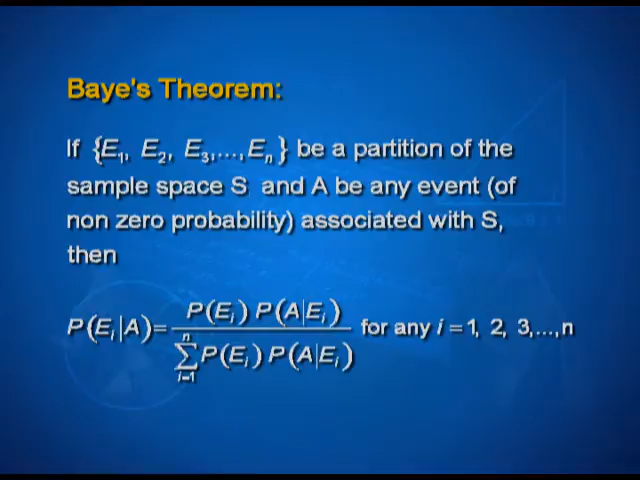 Baye's Theorem:
If {E₁, E₂, E₃,...,Eₙ} be a partition of the
sample space S and A be any event (of
non zero probability) associated with S,
then
P(Eᵢ|A)= P(Eᵢ) P(A|Eᵢ) / ∑ᵢ₌₁ⁿ P(Eᵢ) P(A|Eᵢ) for any i = 1, 2, 3,...,n